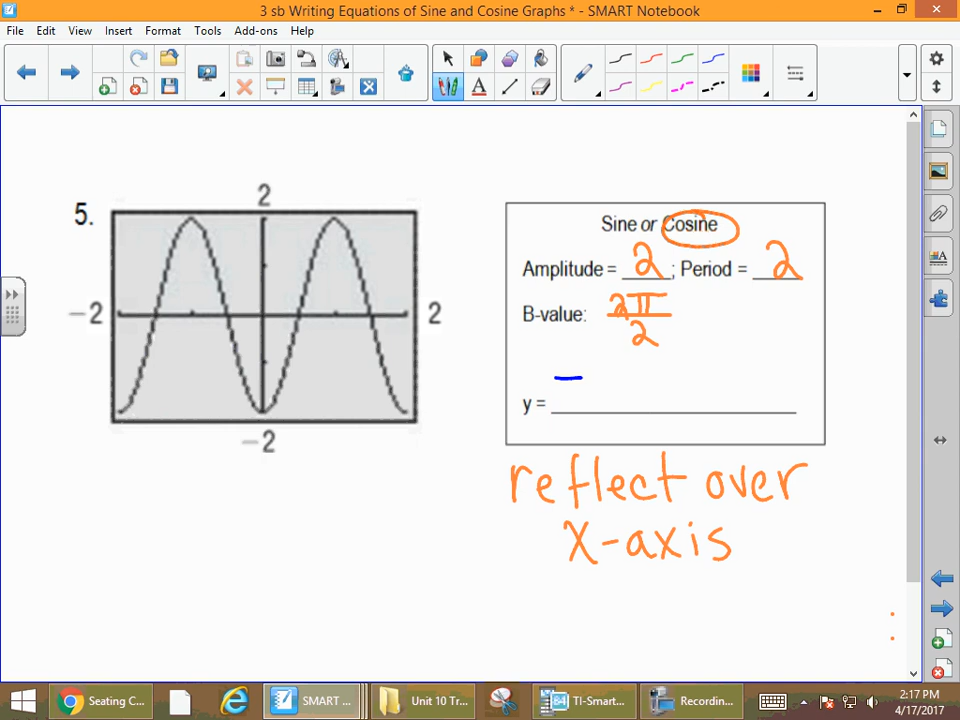 3 sb Writing Equations of Sine and Cosine Graphs * - SMART Notebook
File Edit View Insert Format Tools Add-ons Help
5.
2
-2
2
-2
Sine or Cosine
Amplitude = 2 ; Period = 2
B-value: 2π/2
–
y = ____
reflect over
x-axis
Seating C... SMART ... Unit 10 Tr... TI-Smart... Recording...
2:17 PM
4/17/2017